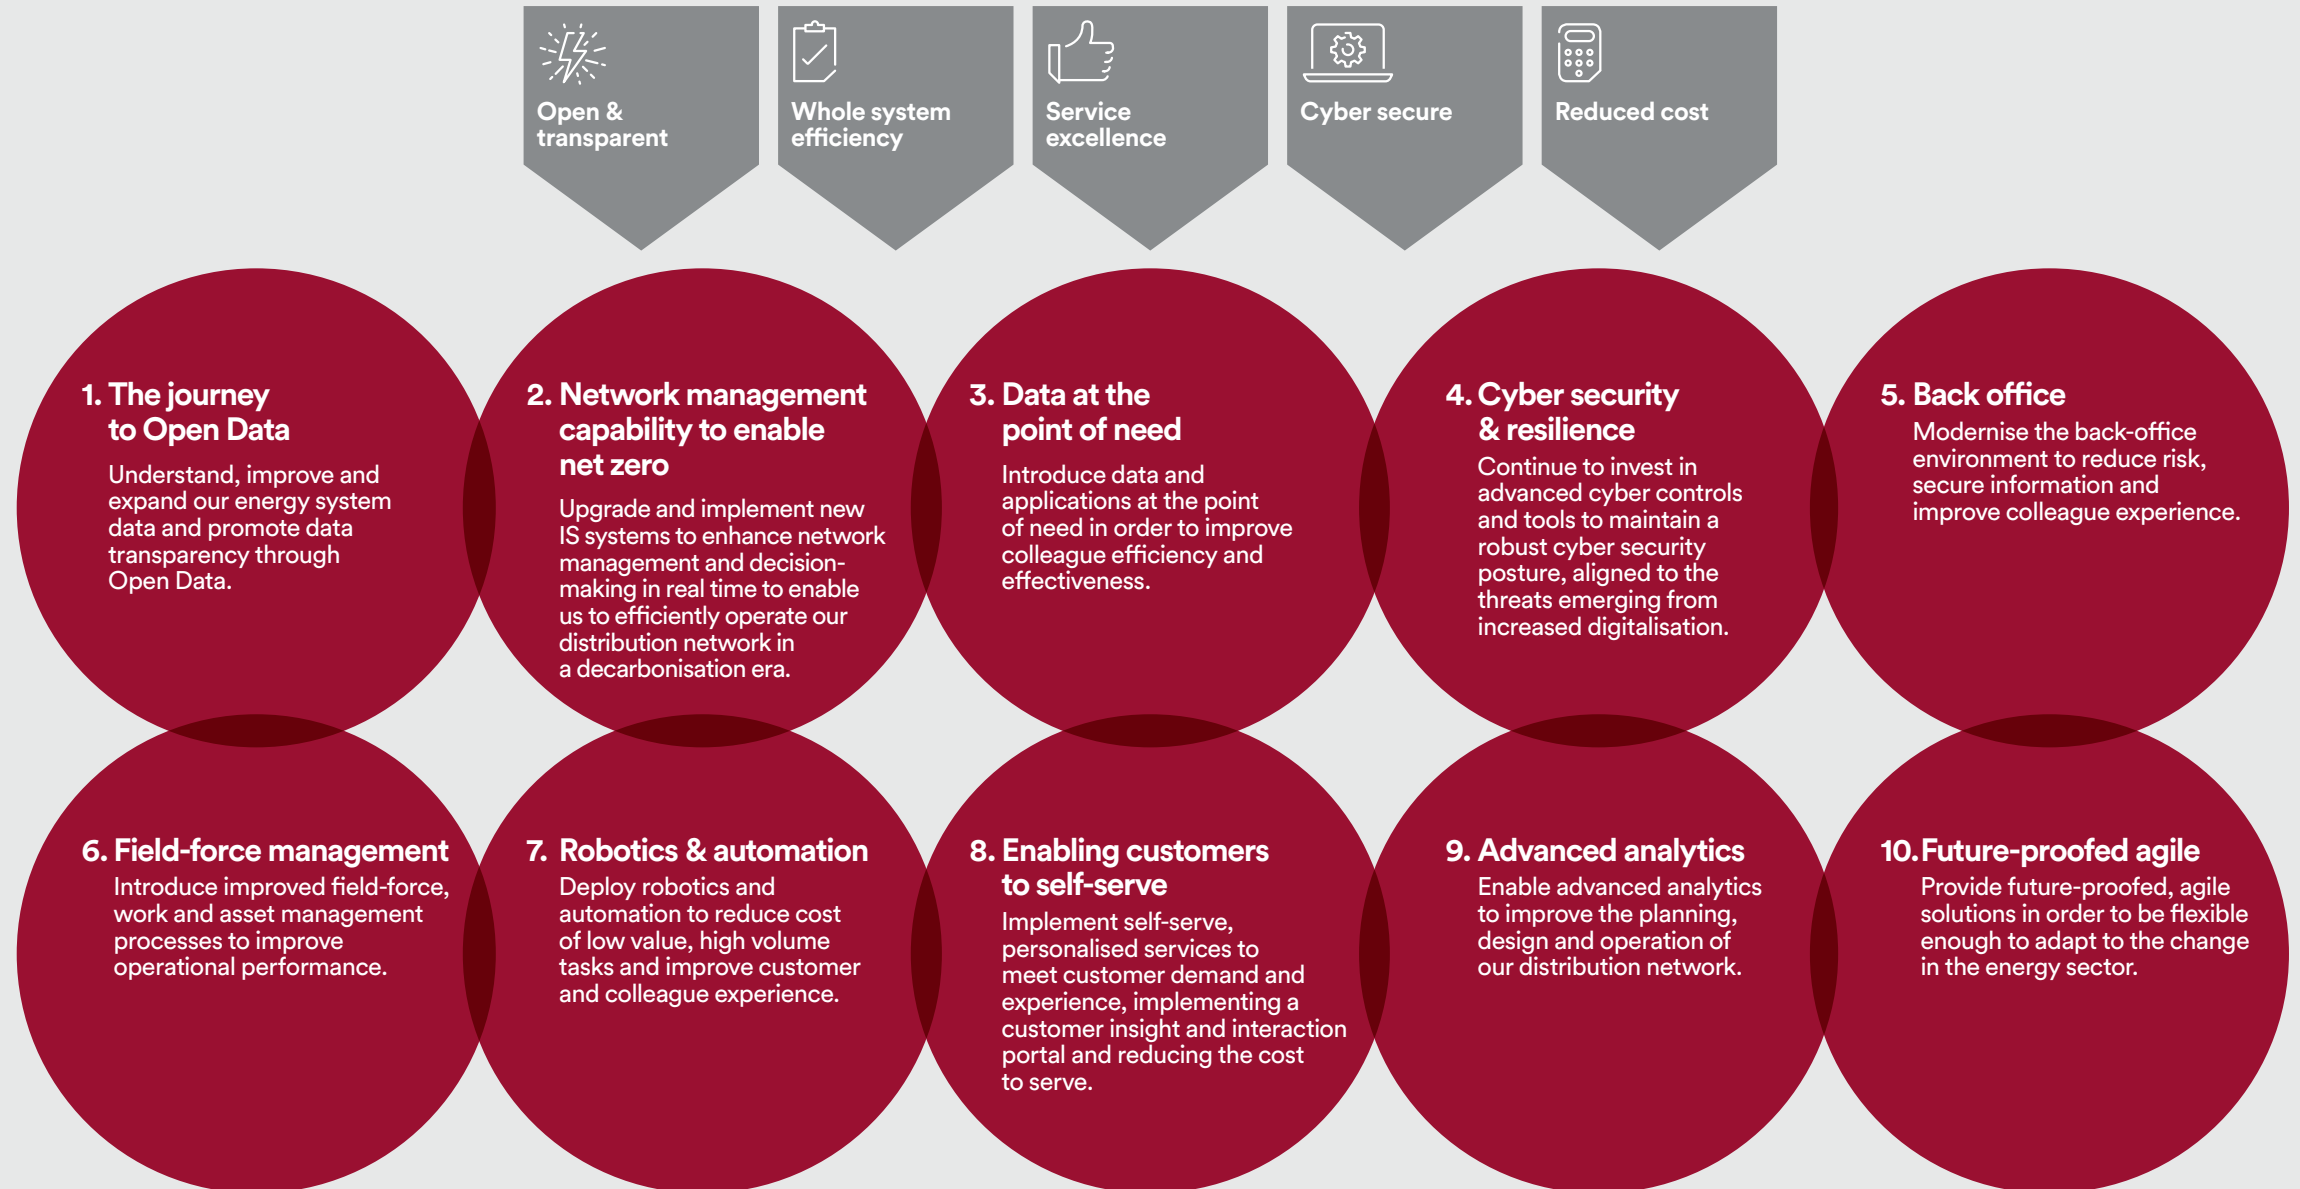 Open &
transparent
Whole system
efficiency
Service
excellence
Cyber secure
Reduced cost
1. The journey
to Open Data
Understand, improve and
expand our energy system
data and promote data
transparency through
Open Data.
2. Network management
capability to enable
net zero
Upgrade and implement new
IS systems to enhance network
management and decision-
making in real time to enable
us to efficiently operate our
distribution network in
a decarbonisation era.
3. Data at the
point of need
Introduce data and
applications at the point
of need in order to improve
colleague efficiency and
effectiveness.
4. Cyber security
& resilience
Continue to invest in
advanced cyber controls
and tools to maintain a
robust cyber security
posture, aligned to the
threats emerging from
increased digitalisation.
5. Back office
Modernise the back-office
environment to reduce risk,
secure information and
improve colleague experience.
6. Field-force management
Introduce improved field-force,
work and asset management
processes to improve
operational performance.
7. Robotics & automation
Deploy robotics and
automation to reduce cost
of low value, high volume
tasks and improve customer
and colleague experience.
8. Enabling customers
to self-serve
Implement self-serve,
personalised services to
meet customer demand and
experience, implementing a
customer insight and interaction
portal and reducing the cost
to serve.
9. Advanced analytics
Enable advanced analytics
to improve the planning,
design and operation of
our distribution network.
10. Future-proofed agile
Provide future-proofed, agile
solutions in order to be flexible
enough to adapt to the change
in the energy sector.